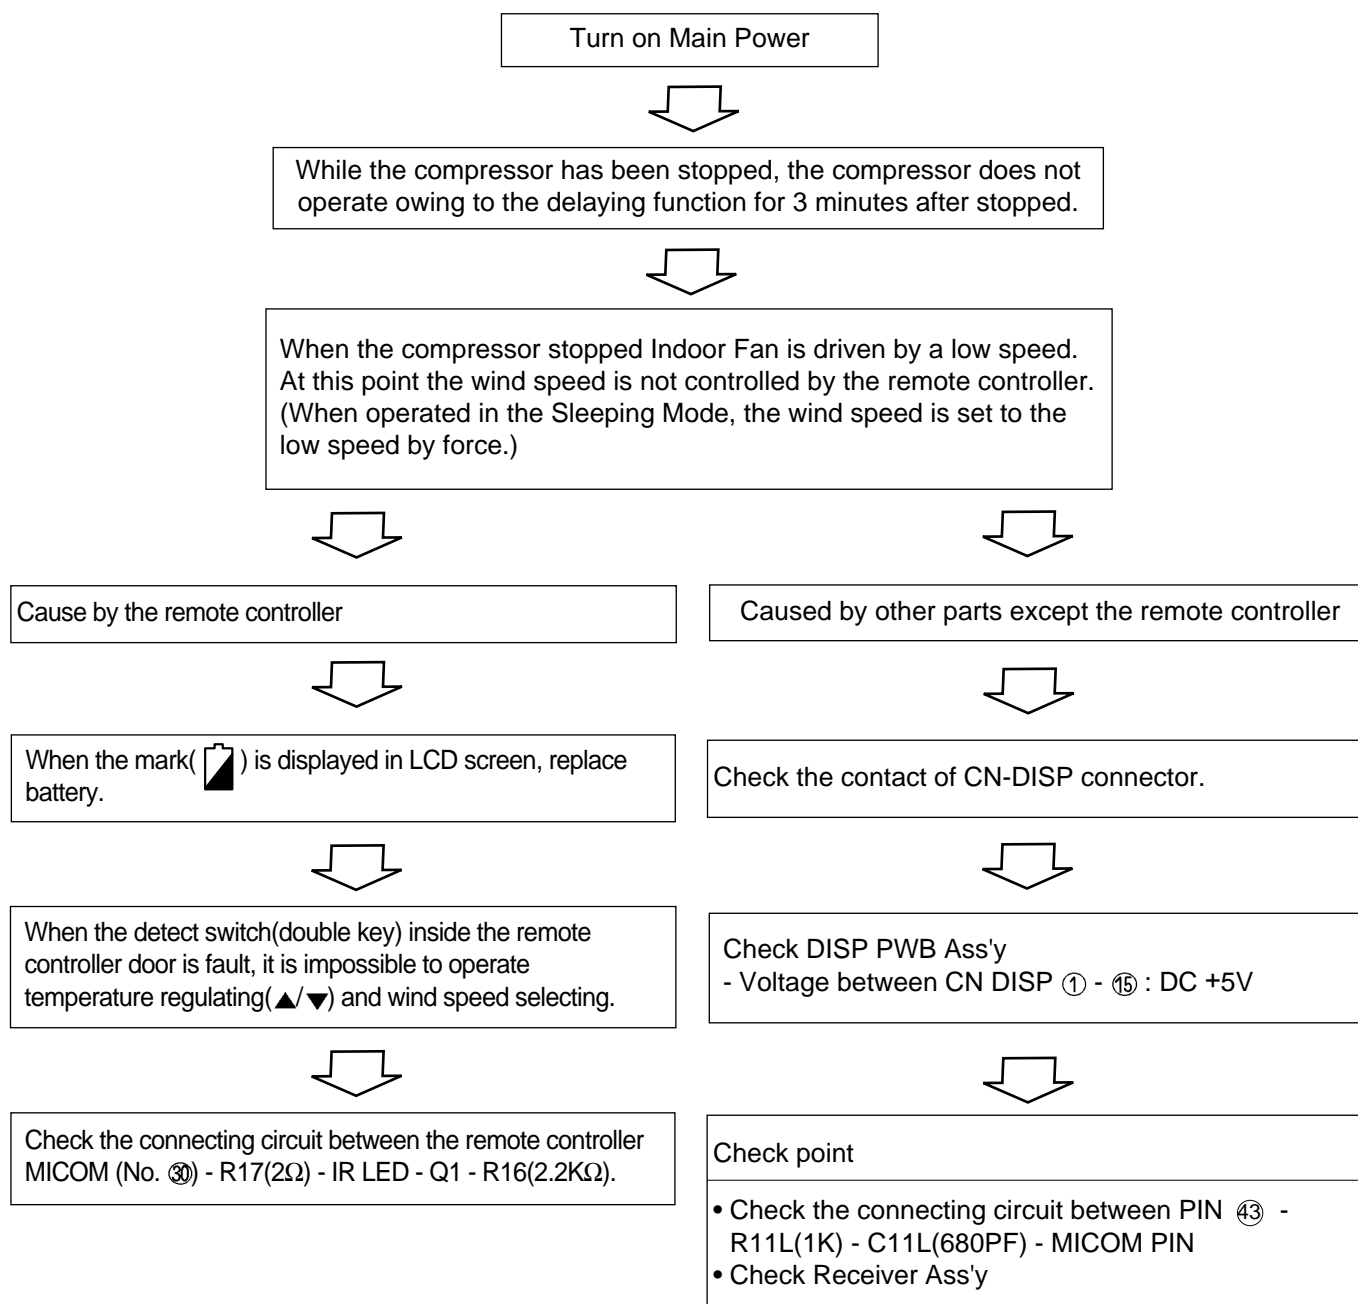 Turn on Main Power
While the compressor has been stopped, the compressor does not
operate owing to the delaying function for 3 minutes after stopped.
When the compressor stopped Indoor Fan is driven by a low speed.
At this point the wind speed is not controlled by the remote controller.
(When operated in the Sleeping Mode, the wind speed is set to the
low speed by force.)
Cause by the remote controller
When the mark( ) is displayed in LCD screen, replace
battery.
When the detect switch(double key) inside the remote
controller door is fault, it is impossible to operate
temperature regulating(▲/▼) and wind speed selecting.
Check the connecting circuit between the remote controller
MICOM (No. ㉚) - R17(2Ω) - IR LED - Q1 - R16(2.2KΩ).
Caused by other parts except the remote controller
Check the contact of CN-DISP connector.
Check DISP PWB Ass'y
- Voltage between CN DISP ① - ⑮ : DC +5V
Check point
• Check the connecting circuit between PIN ㊸ -
R11L(1K) - C11L(680PF) - MICOM PIN
• Check Receiver Ass'y